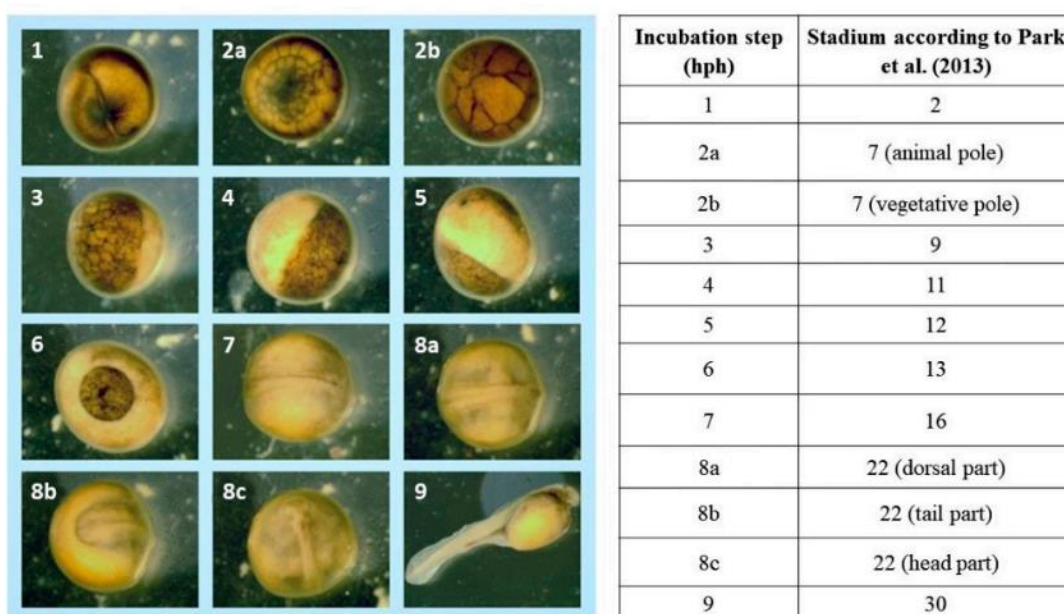 1
2a
2b
3
4
5
6
7
8a
8b
8c
9
Incubation step
(hph)
Stadium according to Park
et al. (2013)
1 2
2a 7 (animal pole)
2b 7 (vegetative pole)
3 9
4 11
5 12
6 13
7 16
8a 22 (dorsal part)
8b 22 (tail part)
8c 22 (head part)
9 30